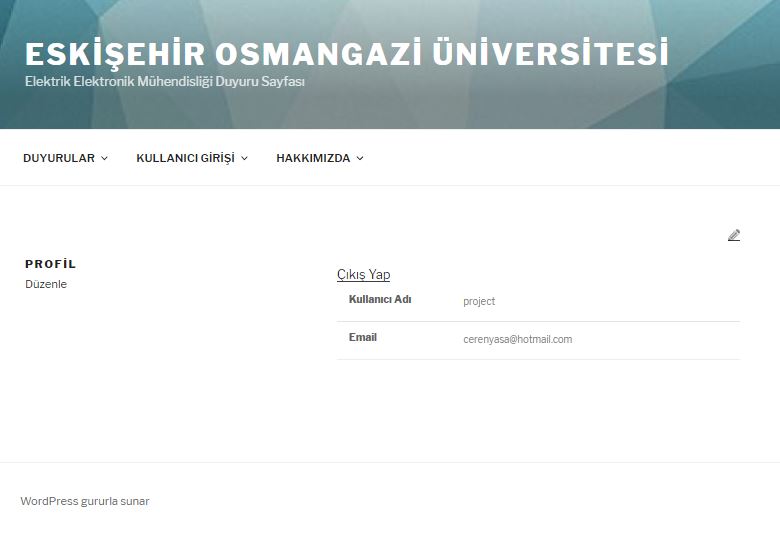 ESKİŞEHİR OSMANGAZİ ÜNİVERSİTESİ
Elektrik Elektronik Mühendisliği Duyuru Sayfası
DUYURULAR KULLANICI GİRİŞİ HAKKIMIZDA
PROFİL
Düzenle
Çıkış Yap
Kullanıcı Adı project
Email cerenyasa@hotmail.com
WordPress gururla sunar